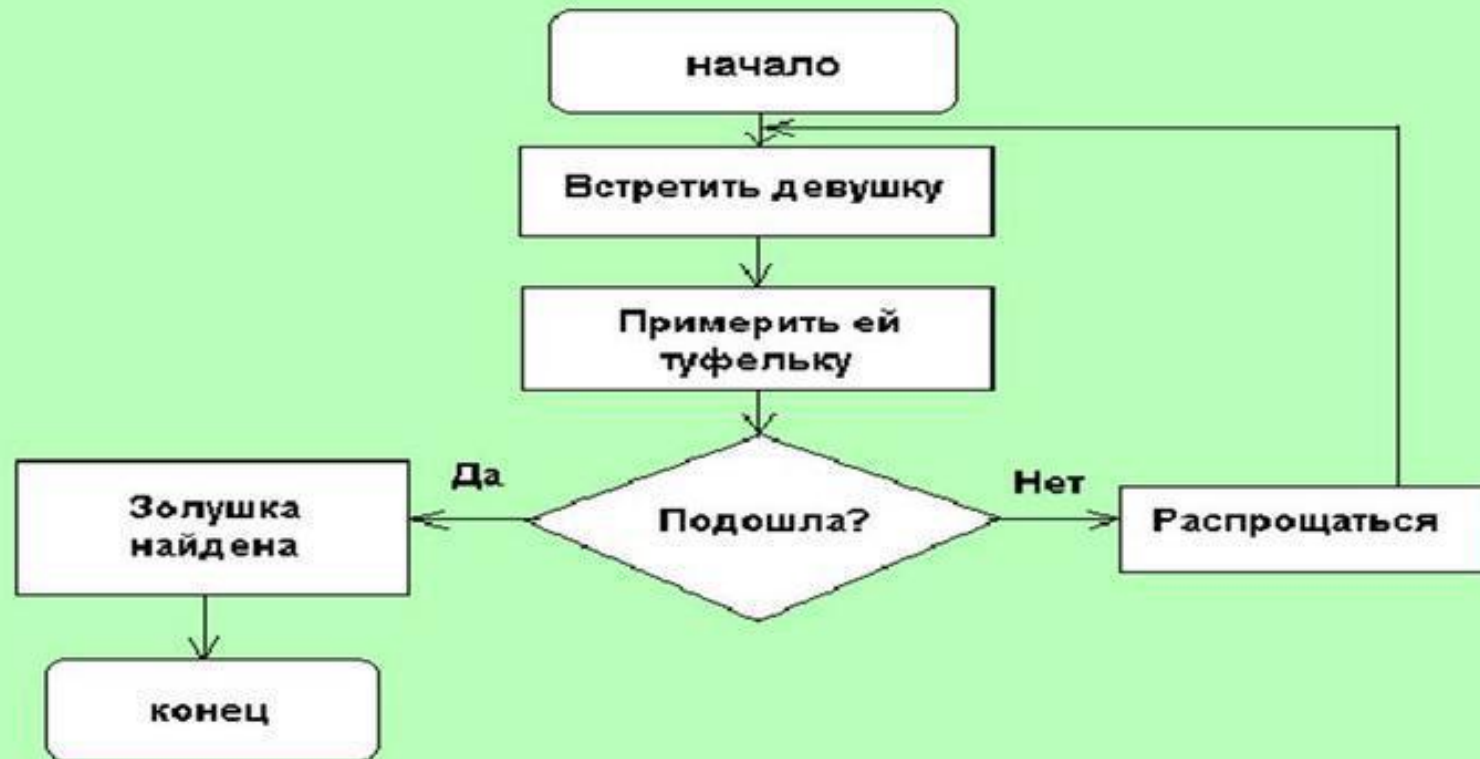 начало
Встретить девушку
Примерить ей
туфельку
Да
Нет
Подошла?
Золушка
найдена
Распрощаться
конец